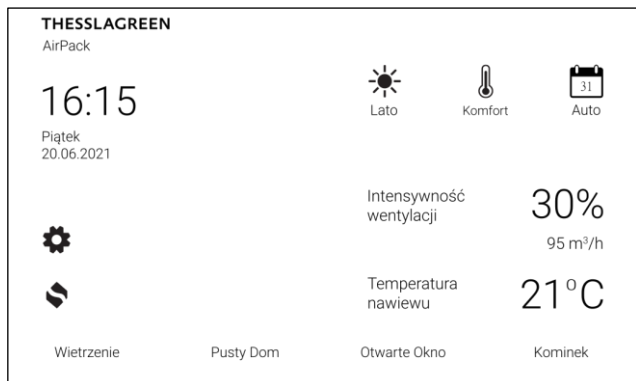 THESSLAGREEN
AirPack
16:15
Piątek
20.06.2021
Lato
Komfort
31
Auto
Intensywność
wentylacji
30%
95 m³/h
Temperatura
nawiewu
21°C
Wietrzenie
Pusty Dom
Otwarte Okno
Kominek